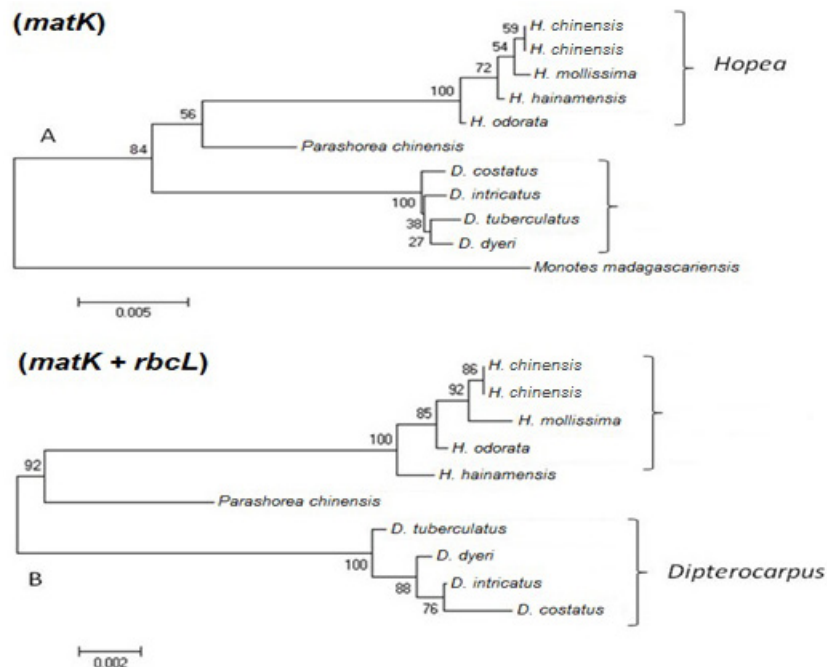 (matK)
59 H. chinensis
54 H. chinensis
72 H. mollissima
Hopea
100 H. hainamensis
H. odorata
56
A
Parashorea chinensis
84
D. costatus
100 D. intricatus
38 D. tuberculatus
27 D. dyeri
Monotes madagascariensis
0.005
(matK + rbcL)
86 H. chinensis
92 H. chinensis
85 H. mollissima
100 H. odorata
H. hainamensis
92
Parashorea chinensis
D. tuberculatus
100 D. dyeri
88 D. intricatus
Dipterocarpus
B
76 D. costatus
0.002